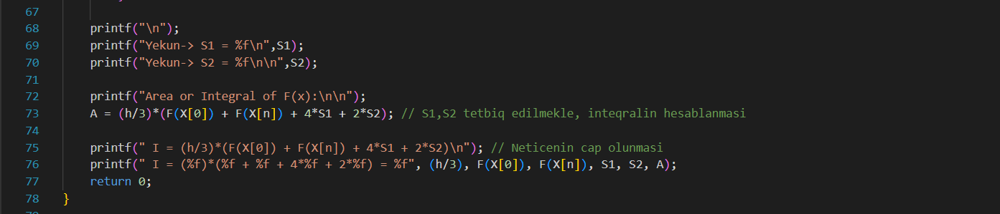 67
68 printf("\n");
69 printf("Yekun-> S1 = %f\n",S1);
70 printf("Yekun-> S2 = %f\n\n",S2);
71
72 printf("Area or Integral of F(x):\n\n");
73 A = (h/3)*(F(X[0]) + F(X[n]) + 4*S1 + 2*S2); // S1,S2 tetbiq edilmekle, inteqralin hesablanmasi
74
75 printf(" I = (h/3)*(F(X[0]) + F(X[n]) + 4*S1 + 2*S2)\n"); // Neticenin cap olunmasi
76 printf(" I = (%f)*(%f + %f + 4*%f + 2*%f) = %f", (h/3), F(X[0]), F(X[n]), S1, S2, A);
77 return 0;
78 }